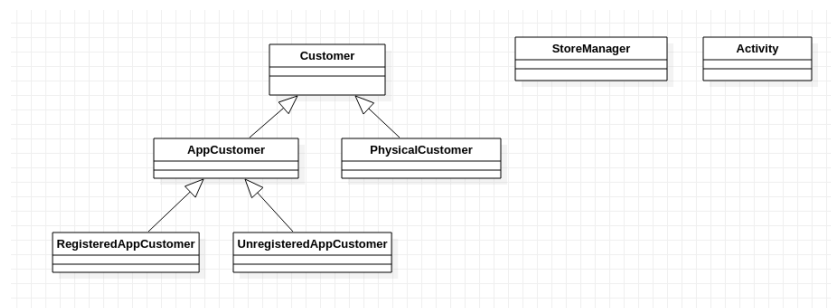 Customer
StoreManager
Activity
AppCustomer
PhysicalCustomer
RegisteredAppCustomer
UnregisteredAppCustomer